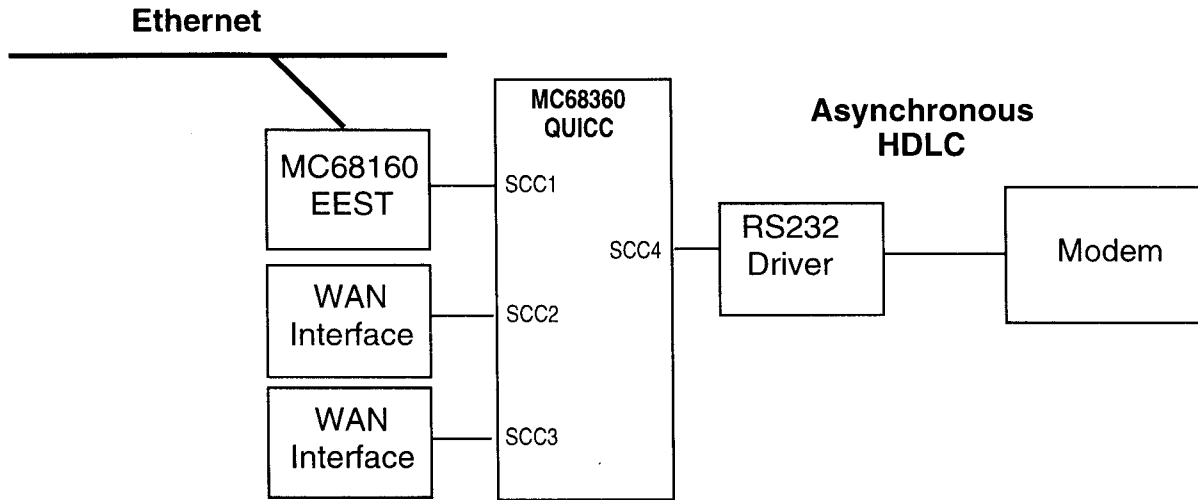 Ethernet
MC68360
QUICC
Asynchronous
HDLC
MC68160
EEST
SCC1
RS232
Driver
Modem
SCC4
WAN
Interface
SCC2
WAN
Interface
SCC3